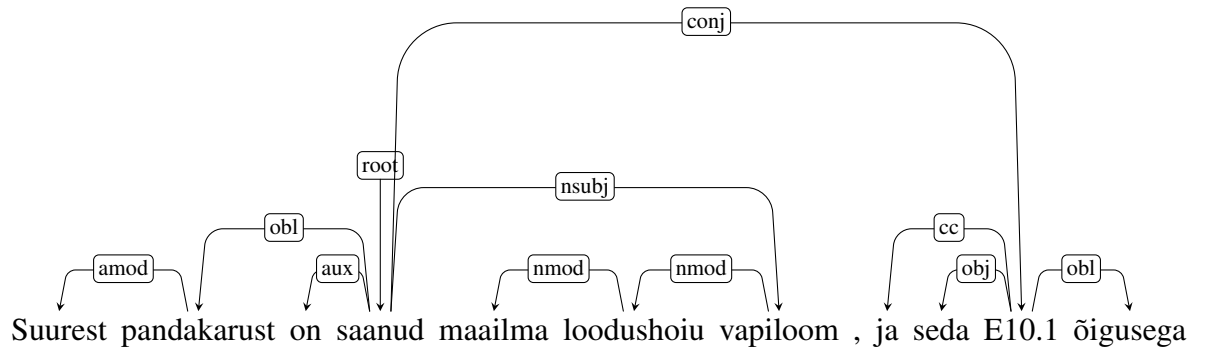 conj
root
nsubj
obl
cc
amod
aux
nmod
nmod
obj
obl
Suurest pandakarust on saanud maailma loodushoiu vapiloom , ja seda E10.1 õigusega